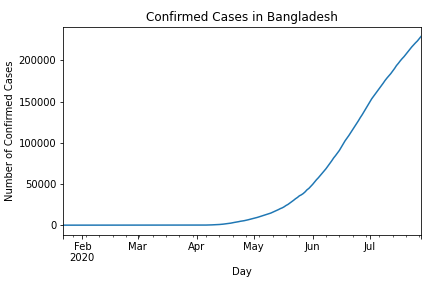 Confirmed Cases in Bangladesh
Number of Confirmed Cases
200000
150000
100000
50000
0
Feb
2020
Mar
Apr
May
Jun
Jul
Day